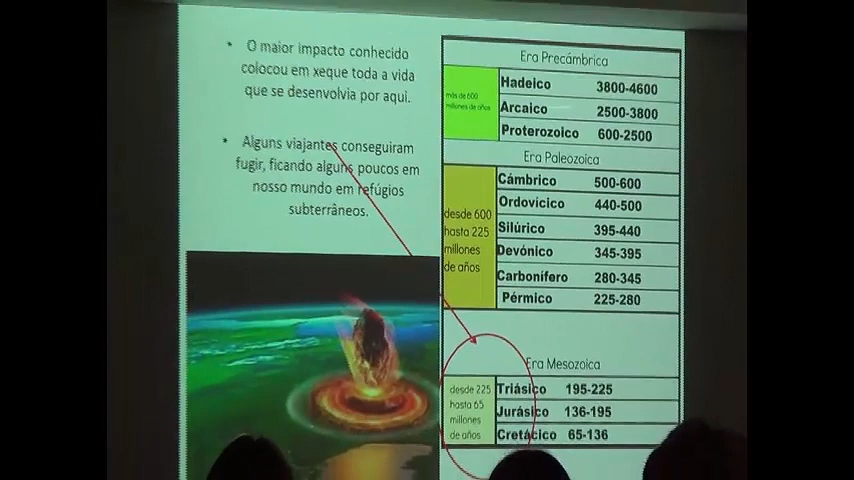 • O maior impacto conhecido
colocou em xeque toda a vida
que se desenvolvia por aqui.
• Alguns viajantes conseguiram
fugir, ficando alguns poucos em
nosso mundo em refúgios
subterrâneos.
Era Precámbrica
más de 600
millones de años
Hadeico 3800-4600
Arcaico 2500-3800
Proterozoico 600-2500
Era Paleozoica
desde 600
hasta 225
millones
de años
Cámbrico 500-600
Ordovícico 440-500
Silúrico 395-440
Devónico 345-395
Carbonífero 280-345
Pérmico 225-280
Era Mesozoica
desde 225
hasta 65
millones
de años
Triásico 195-225
Jurásico 136-195
Cretácico 65-136